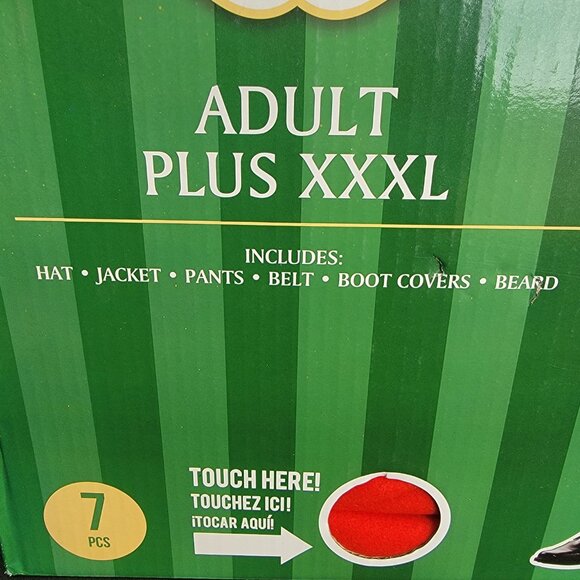 ADULT
PLUS XXXL
INCLUDES:
HAT • JACKET • PANTS • BELT • BOOT COVERS • BEARD
TOUCH HERE!
TOUCHEZ ICI!
¡TOCAR AQUÍ!
7
PCS